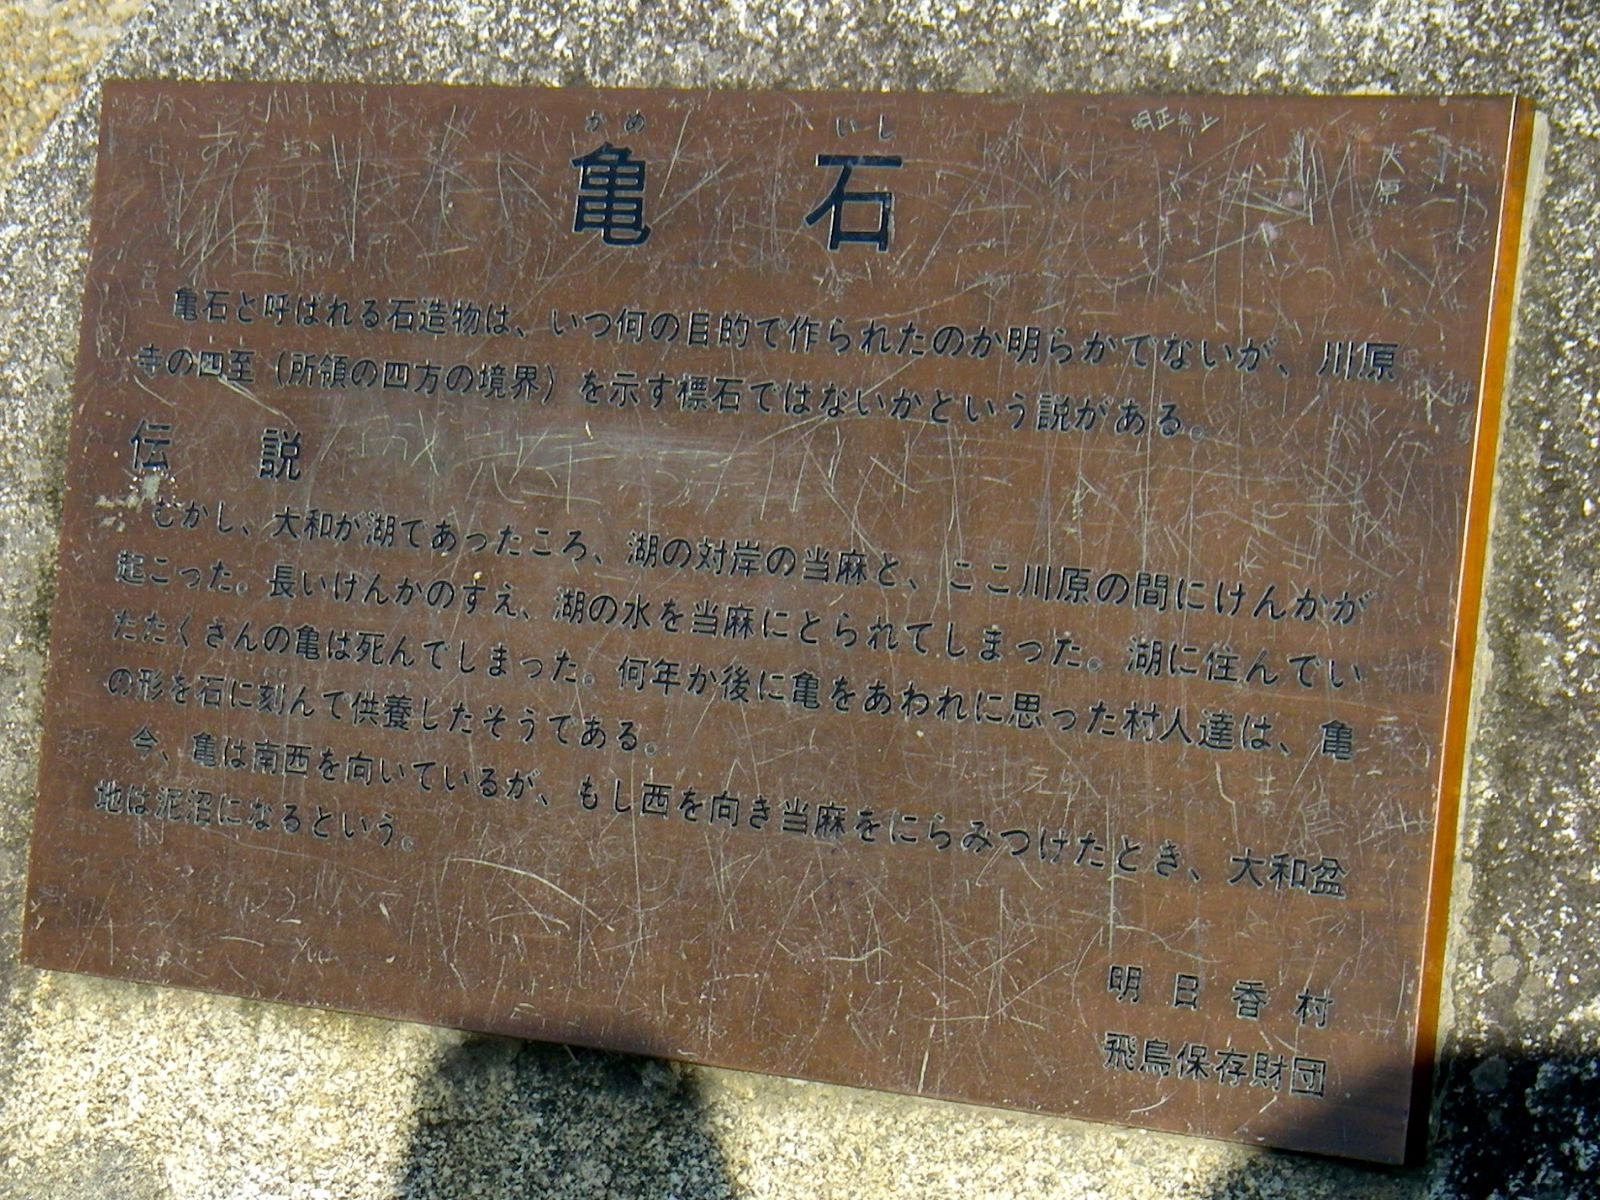 かめ いし
亀 石
亀石と呼ばれる石造物は、いつ何の目的で作られたのか明らかでないが、川原
寺の四至（所領の四方の境界）を示す標石ではないかという説がある。
伝 説
むかし、大和が湖であったころ、湖の対岸の当麻と、ここ川原の間にけんかが
起こった。長いけんかのすえ、湖の水を当麻にとられてしまった。湖に住んでい
たたくさんの亀は死んでしまった。何年か後に亀をあわれに思った村人達は、亀
の形を石に刻んで供養したそうである。
今、亀は南西を向いているが、もし西を向き当麻をにらみつけたとき、大和盆
地は泥沼になるという。
明日香村
飛鳥保存財団